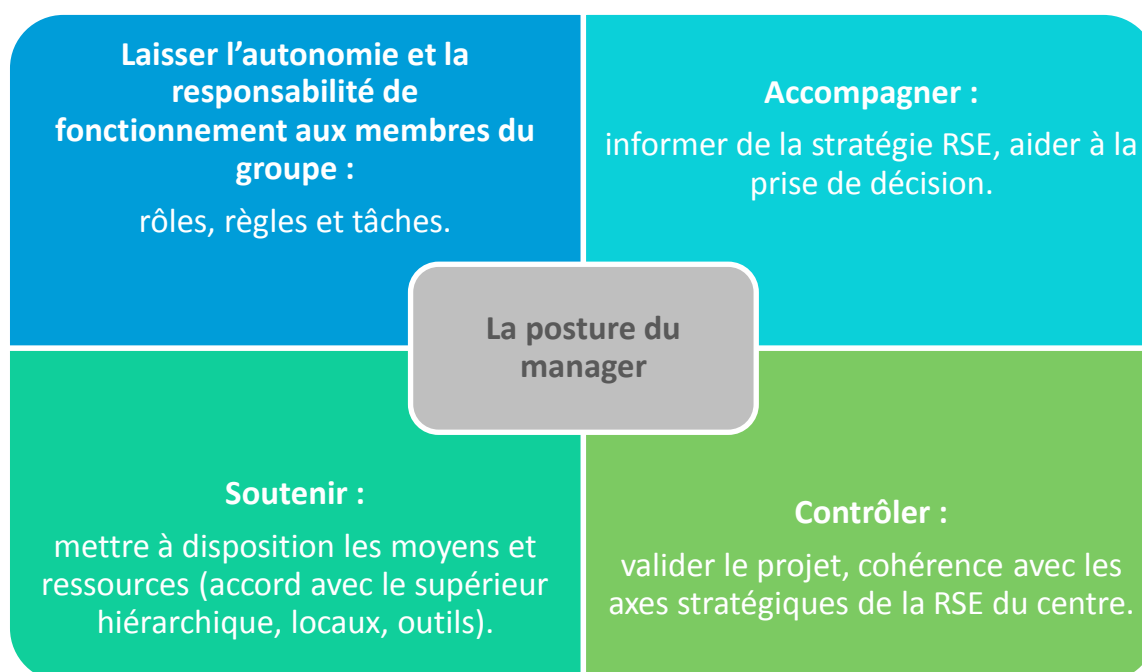 Laisser l’autonomie et la
responsabilité de
fonctionnement aux membres du
groupe :
rôles, règles et tâches.
Accompagner :
informer de la stratégie RSE, aider à la
prise de décision.
La posture du
manager
Soutenir :
mettre à disposition les moyens et
ressources (accord avec le supérieur
hiérarchique, locaux, outils).
Contrôler :
valider le projet, cohérence avec les
axes stratégiques de la RSE du centre.